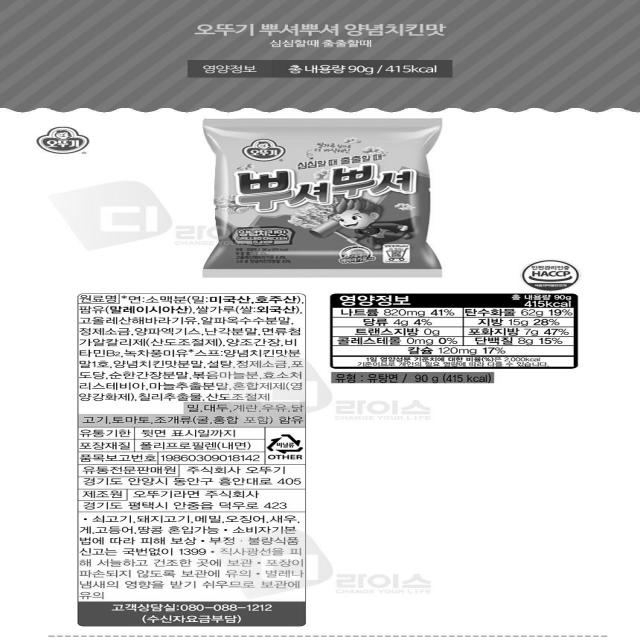 오뚜기 뿌셔뿌셔 양념치킨맛
심심할때 출출할때
영양정보 총 내용량 90g / 415kcal
오뚜기
오뚜기
심심할 때 출출할 때
뿌셔뿌셔
양념치킨맛
GRILLED CHICKEN
디 라이스
HACCP
원료명*면:소맥분(밀:미국산,호주산),
팜유(말레이시아산),쌀가루(쌀:외국산),
고올레산해바라기유,알파옥수수분말,
정제소금,양파엑기스,난각분말,면류첨
가알칼리제(산도조절제),양조간장,비
타민B₂,녹차풍미유*스프:양념치킨맛분
말1호,양념치킨맛분말,설탕,정제소금,포
도당,순한간장분말,볶음마늘분,효소처
리스테비아,마늘추출분말,혼합제제(영
양강화제),칠리추출물,산도조절제
밀,대두,계란,우유,닭
고기,토마토,조개류(굴,홍합 포함) 함유
유통기한 뒷면 표시일까지
포장재질 폴리프로필렌(내면)
비닐류
OTHER
품목보고번호 19860309018142
유통전문판매원 주식회사 오뚜기
경기도 안양시 동안구 흥안대로 405
제조원 오뚜기라면 주식회사
경기도 평택시 안중읍 덕우로 423
• 쇠고기,돼지고기,메밀,오징어,새우,
게,고등어,땅콩 혼입가능 • 소비자기본
법에 따라 피해 보상 • 부정·불량식품
신고는 국번없이 1399 • 직사광선을 피
해 서늘하고 건조한 곳에 보관 • 포장이
파손되지 않도록 보관에 유의 • 벌레나
냄새의 영향을 받기 쉬우므로 보관에
유의
고객상담실:080-088-1212
(수신자요금부담)
영양정보 총 내용량 90g
415kcal
나트륨 820mg 41% 탄수화물 62g 19%
당류 4g 4% 지방 15g 28%
트랜스지방 0g 포화지방 7g 47%
콜레스테롤 0mg 0% 단백질 8g 15%
칼슘 120mg 17%
1일 영양성분 기준치에 대한 비율(%)은 2,000kcal
기준이므로 개인의 필요 열량에 따라 다를 수 있습니다.
유형 : 유탕면 / 90 g (415 kcal)
라이스
CHANGE YOUR LIFE
디 라이스
CHANGE YOUR LIFE